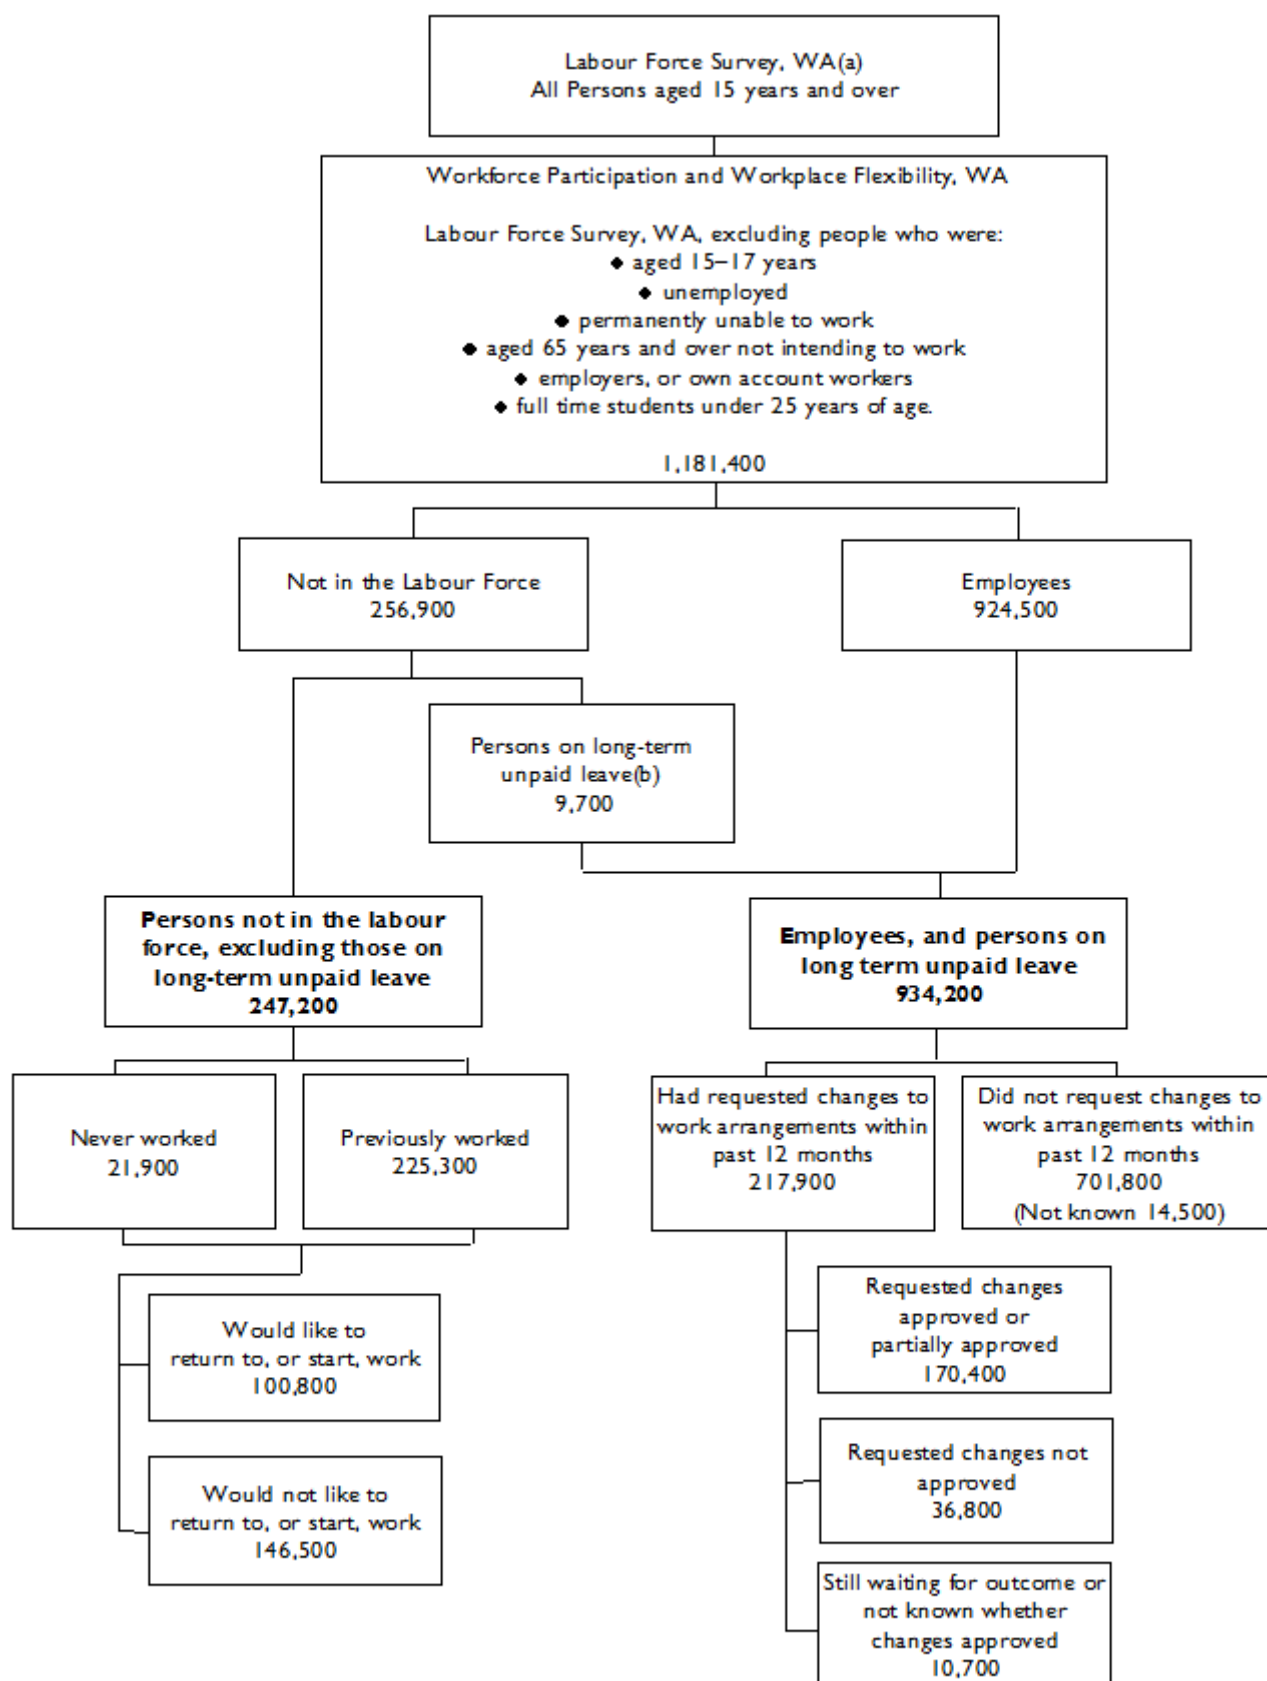 Labour Force Survey, WA(a)
All Persons aged 15 years and over
Workforce Participation and Workplace Flexibility, WA
Labour Force Survey, WA, excluding people who were:
◆ aged 15–17 years
◆ unemployed
◆ permanently unable to work
◆ aged 65 years and over not intending to work
◆ employers, or own account workers
◆ full time students under 25 years of age.
1,181,400
Not in the Labour Force
256,900
Employees
924,500
Persons on long-term
unpaid leave(b)
9,700
Persons not in the labour
force, excluding those on
long-term unpaid leave
247,200
Employees, and persons on
long term unpaid leave
934,200
Never worked
21,900
Previously worked
225,300
Had requested changes to
work arrangements within
past 12 months
217,900
Did not request changes to
work arrangements within
past 12 months
701,800
(Not known 14,500)
Would like to
return to, or start, work
100,800
Would not like to
return to, or start, work
146,500
Requested changes
approved or
partially approved
170,400
Requested changes not
approved
36,800
Still waiting for outcome or
not known whether
changes approved
10,700